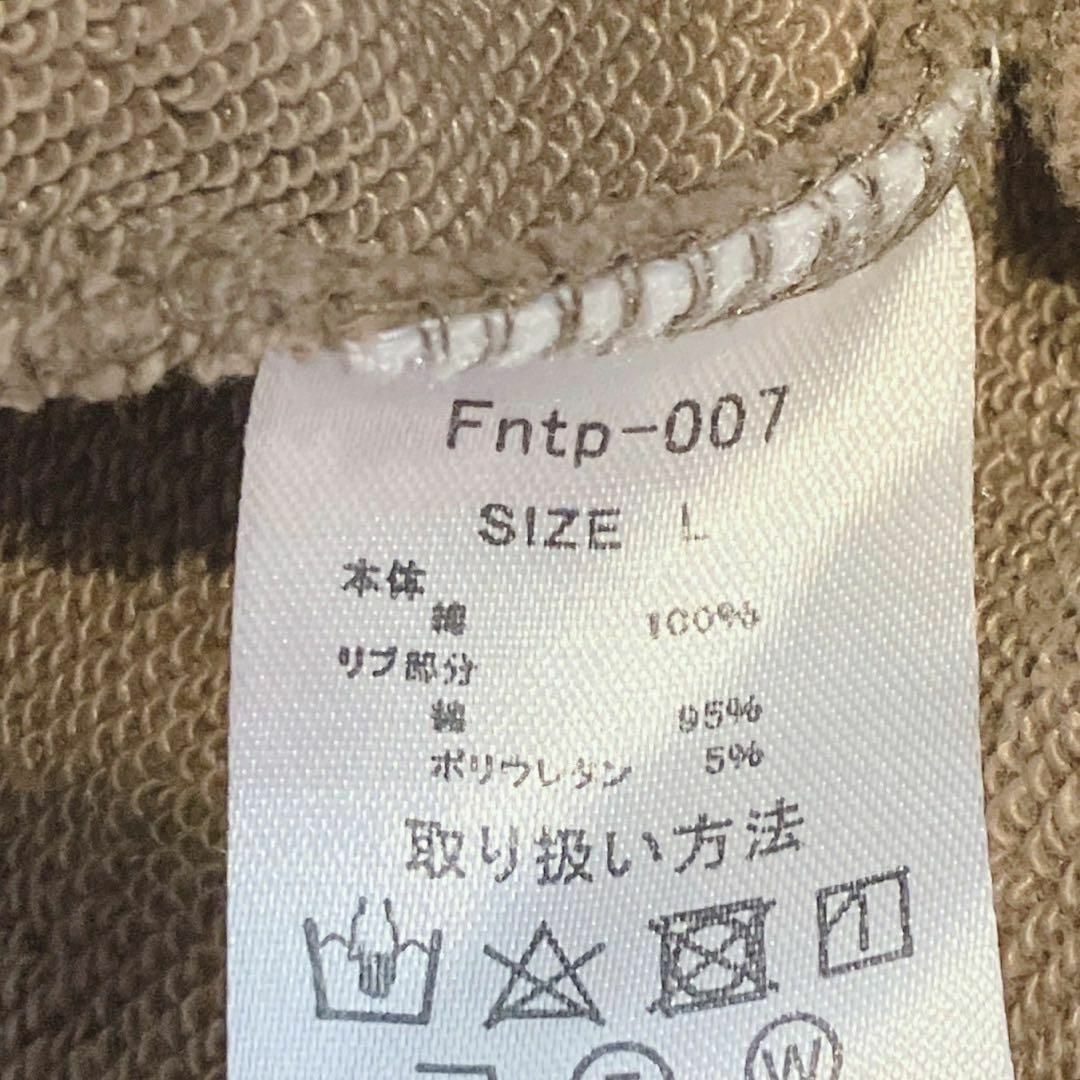 Fntp-007
SIZE L
本体
綿 100%
リブ部分
綿 95%
ポリウレタン 5%
取り扱い方法
W